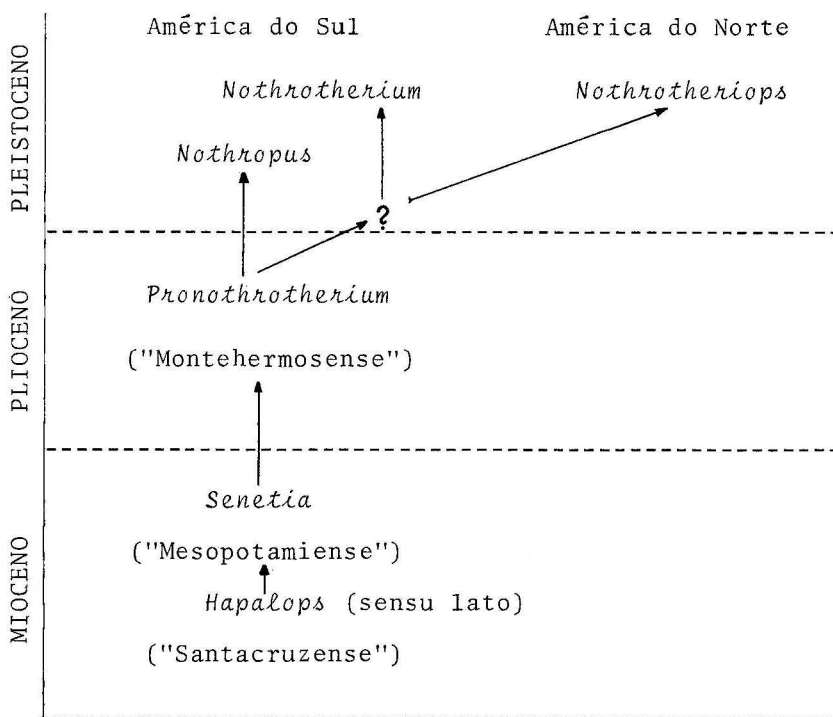 América do Sul América do Norte
PLEISTOCENO
Nothrotherium Nothrotheriops
Nothropus
?
PLIOCENO
Pronothrotherium
("Montehermosense")
MIOCENO
Senetia
("Mesopotamiense")
Hapalops (sensu lato)
("Santacruzense")